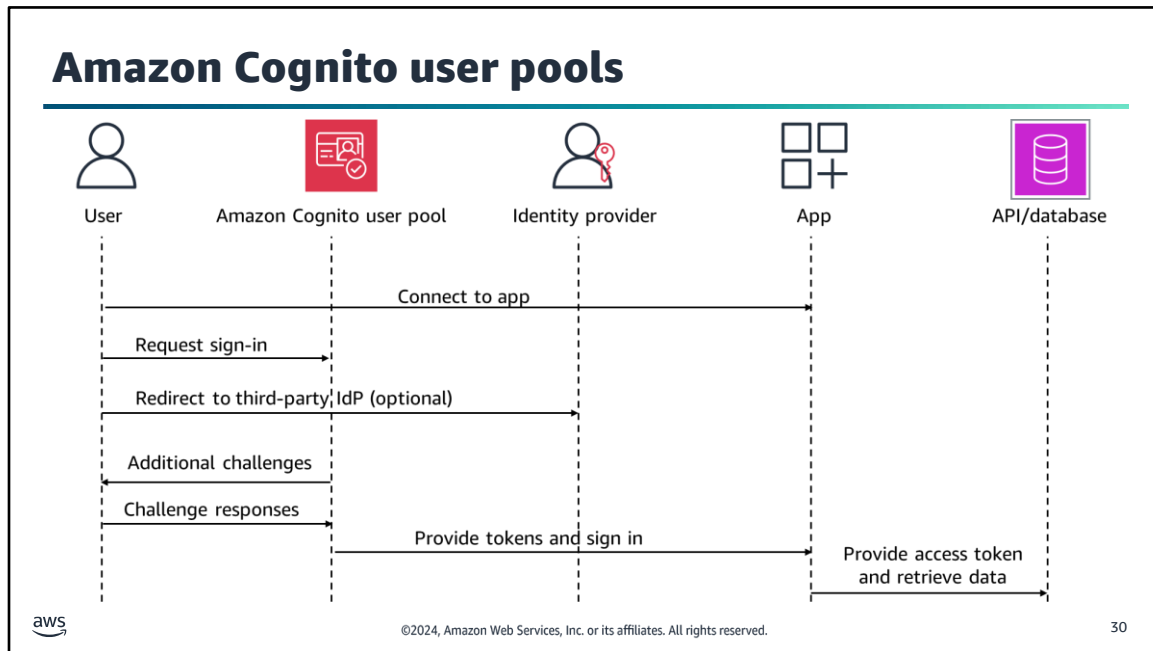 Amazon Cognito user pools
User
Amazon Cognito user pool
Identity provider
App
API/database
Connect to app
Request sign-in
Redirect to third-party IdP (optional)
Additional challenges
Challenge responses
Provide tokens and sign in
Provide access token
and retrieve data
aws
©2024, Amazon Web Services, Inc. or its affiliates. All rights reserved.
30